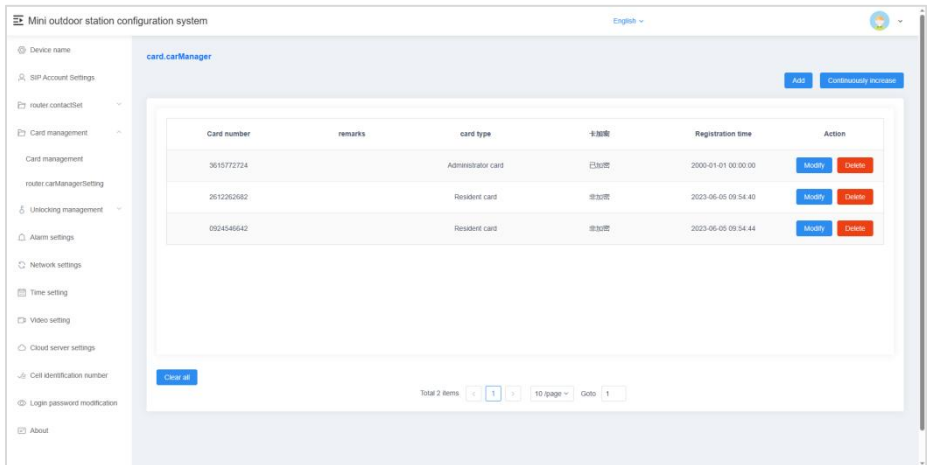 Mini outdoor station configuration system
English
Device name
SIP Account Settings
router.contactSet
Card management
Card management
router.carManagerSetting
Unlocking management
Alarm settings
Network settings
Time setting
Video setting
Cloud server settings
Cell identification number
Login password modification
About
card.carManager
Add Continuously increase
Card number remarks card type 卡加密 Registration time Action
3615772724 Administrator card 已加密 2000-01-01 00:00:00 Modify Delete
2612262682 Resident card 非加密 2023-06-05 09:54:40 Modify Delete
0924546642 Resident card 非加密 2023-06-05 09:54:44 Modify Delete
Clear all
Total 2 items < 1 > 10 /page Goto 1